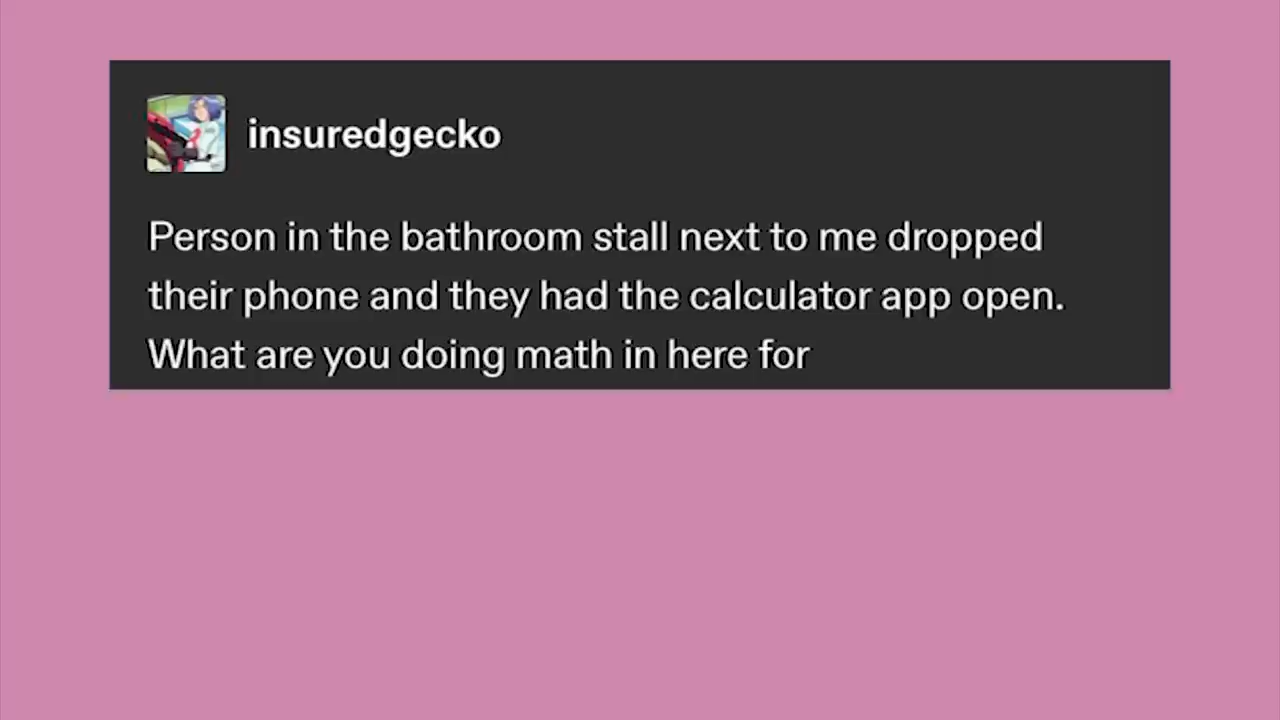 insuredgecko
Person in the bathroom stall next to me dropped
their phone and they had the calculator app open.
What are you doing math in here for